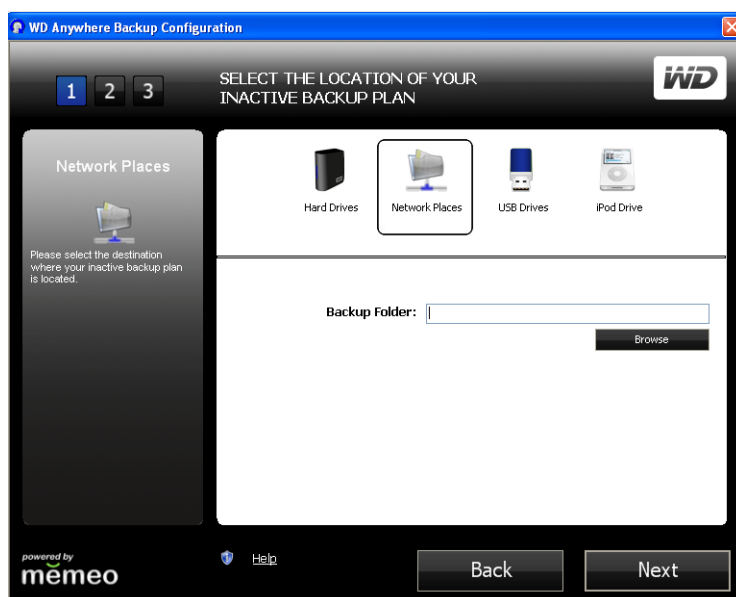 WD Anywhere Backup Configuration
1 2 3
SELECT THE LOCATION OF YOUR
INACTIVE BACKUP PLAN
WD
Network Places
Please select the destination
where your inactive backup plan
is located.
Hard Drives
Network Places
USB Drives
iPod Drive
Backup Folder:
Browse
powered by
memeo
Help
Back
Next